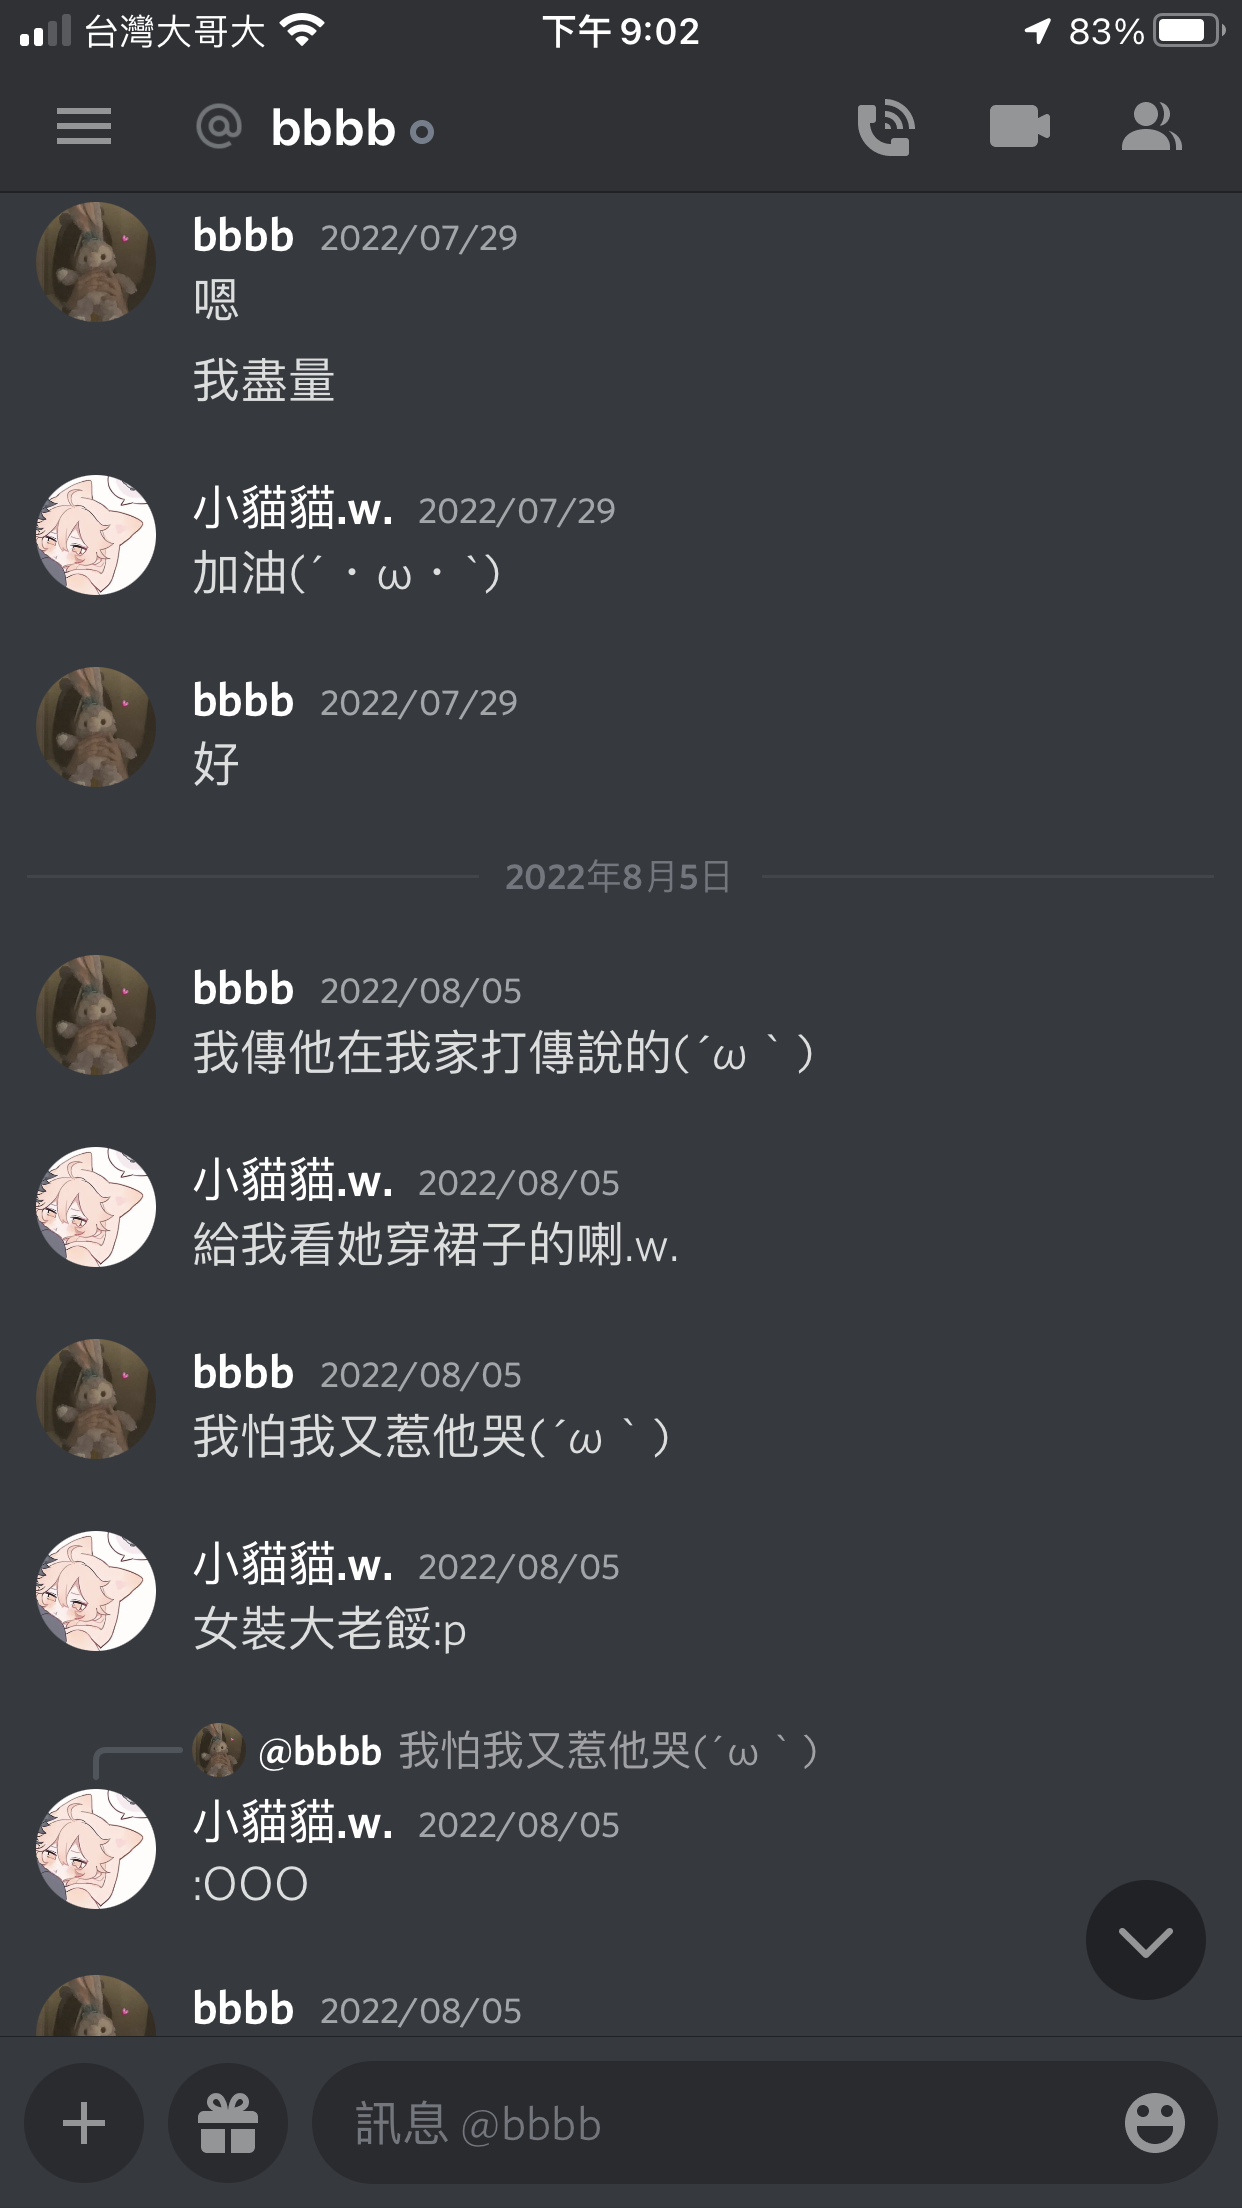 台灣大哥大 下午 9:02 83%
@ bbbb
bbbb 2022/07/29
嗯
我盡量
小貓貓.w. 2022/07/29
加油(´・ω・`)
bbbb 2022/07/29
好
2022年8月5日
bbbb 2022/08/05
我傳他在我家打傳說的(´ω｀)
小貓貓.w. 2022/08/05
給我看她穿裙子的喇.w.
bbbb 2022/08/05
我怕我又惹他哭(´ω｀)
小貓貓.w. 2022/08/05
女裝大老餒:p
@bbbb 我怕我又惹他哭(´ω｀)
小貓貓.w. 2022/08/05
:OOO
bbbb 2022/08/05
訊息 @bbbb